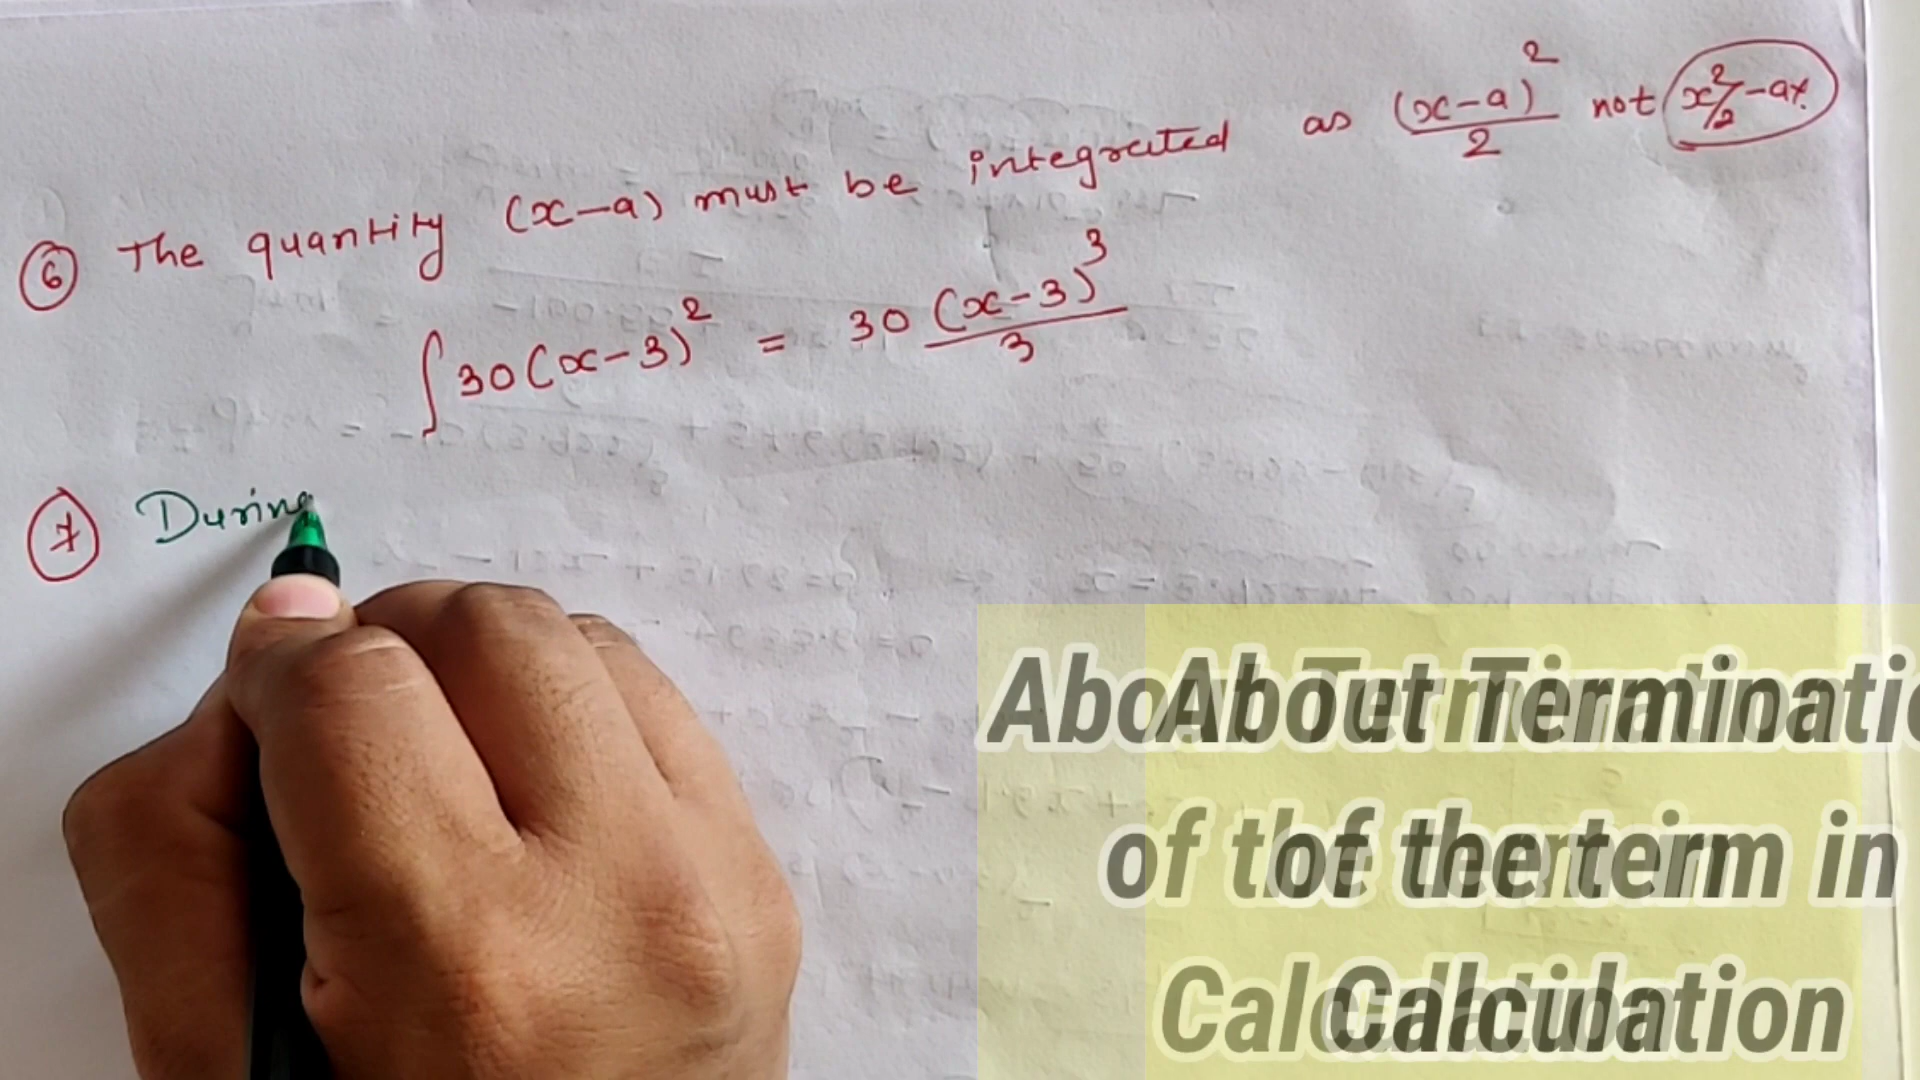 ⑥ The quantity (x-a) must be integrated as (x-a)²/2 not x²/2 - ax.
∫30(x-3)² = 30 (x-3)³/3
⑦ During
About Termination
of the term in
Calculation